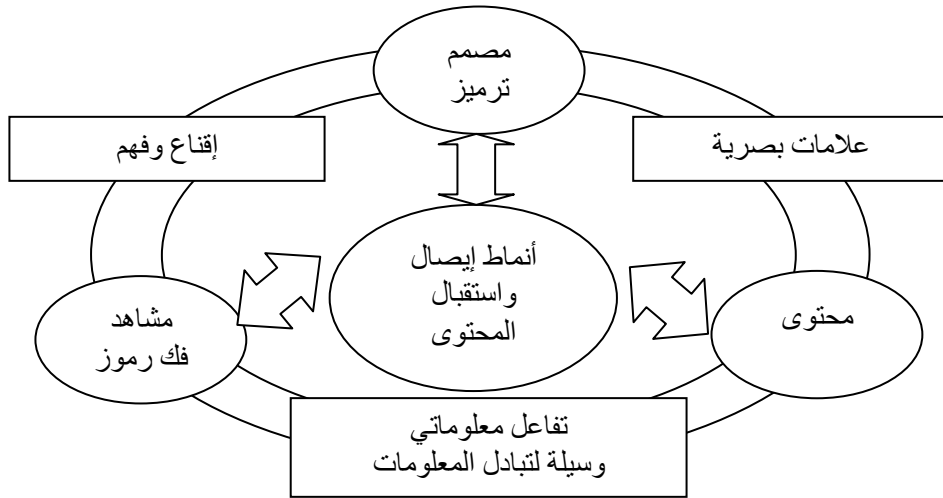 مصمم
ترميز
علامات بصرية
إقناع وفهم
أنماط إيصال
واستقبال
المحتوى
محتوى
مشاهد
فك رموز
تفاعل معلوماتي
وسيلة لتبادل المعلومات